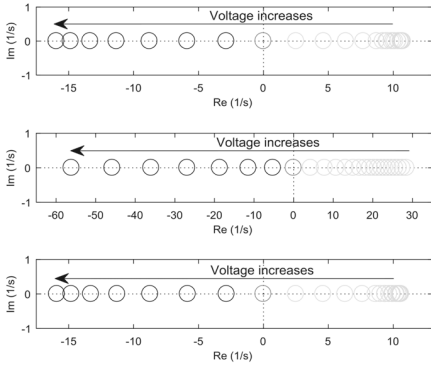 Voltage increases
1
0
-1
Im (1/s)
-15 -10 -5 0 5 10
Re (1/s)
Voltage increases
1
0
-1
Im (1/s)
-60 -50 -40 -30 -20 -10 0 10 20 30
Re (1/s)
Voltage increases
1
0
-1
Im (1/s)
-15 -10 -5 0 5 10
Re (1/s)